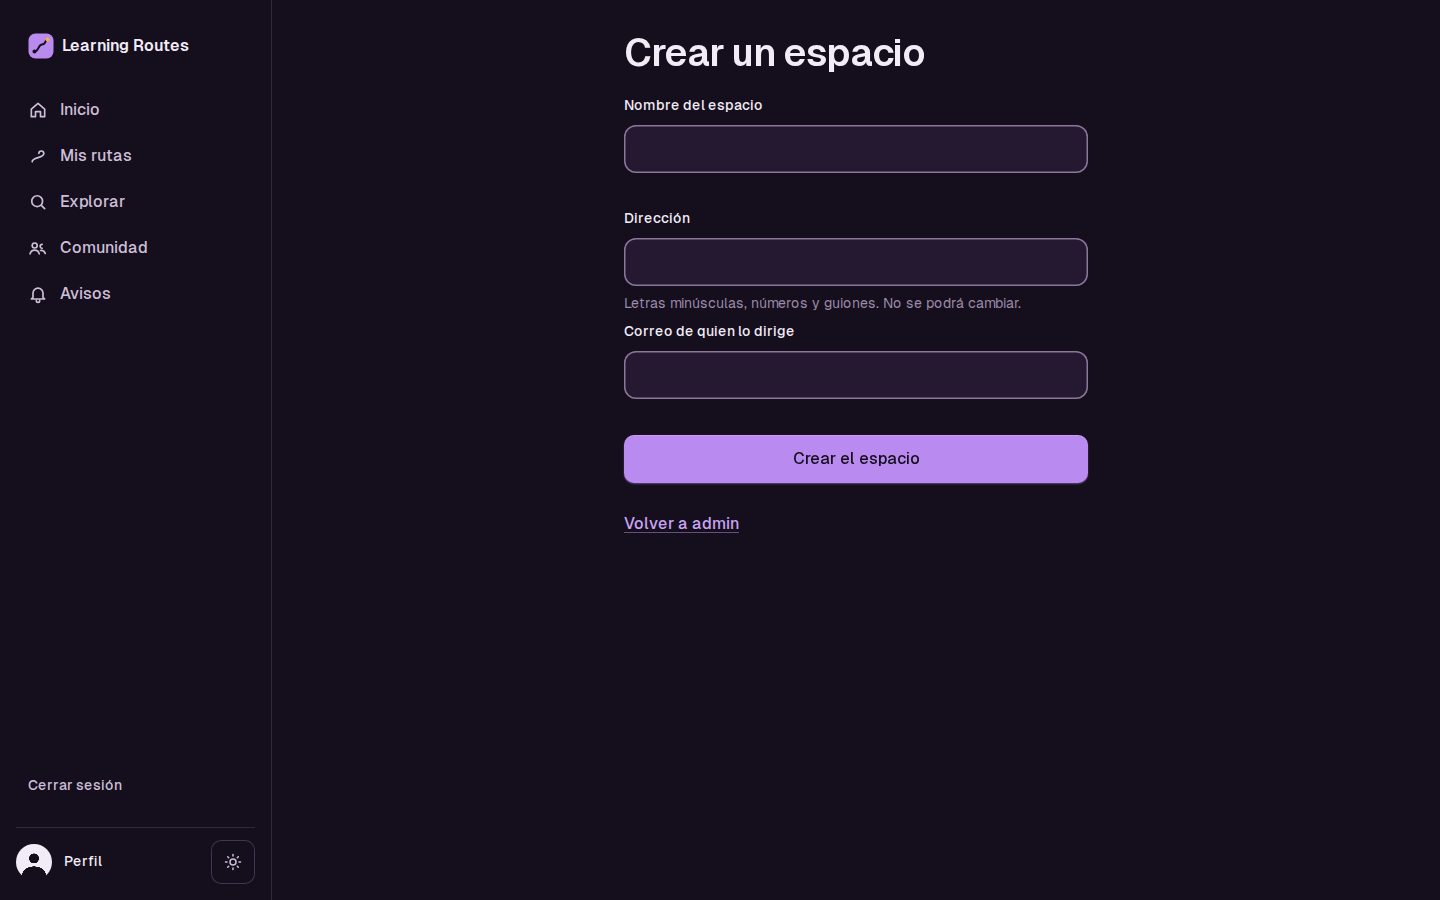 Learning Routes
Inicio
Mis rutas
Explorar
Comunidad
Avisos
Cerrar sesión
Perfil
Crear un espacio
Nombre del espacio
Dirección
Letras minúsculas, números y guiones. No se podrá cambiar.
Correo de quien lo dirige
Crear el espacio
Volver a admin